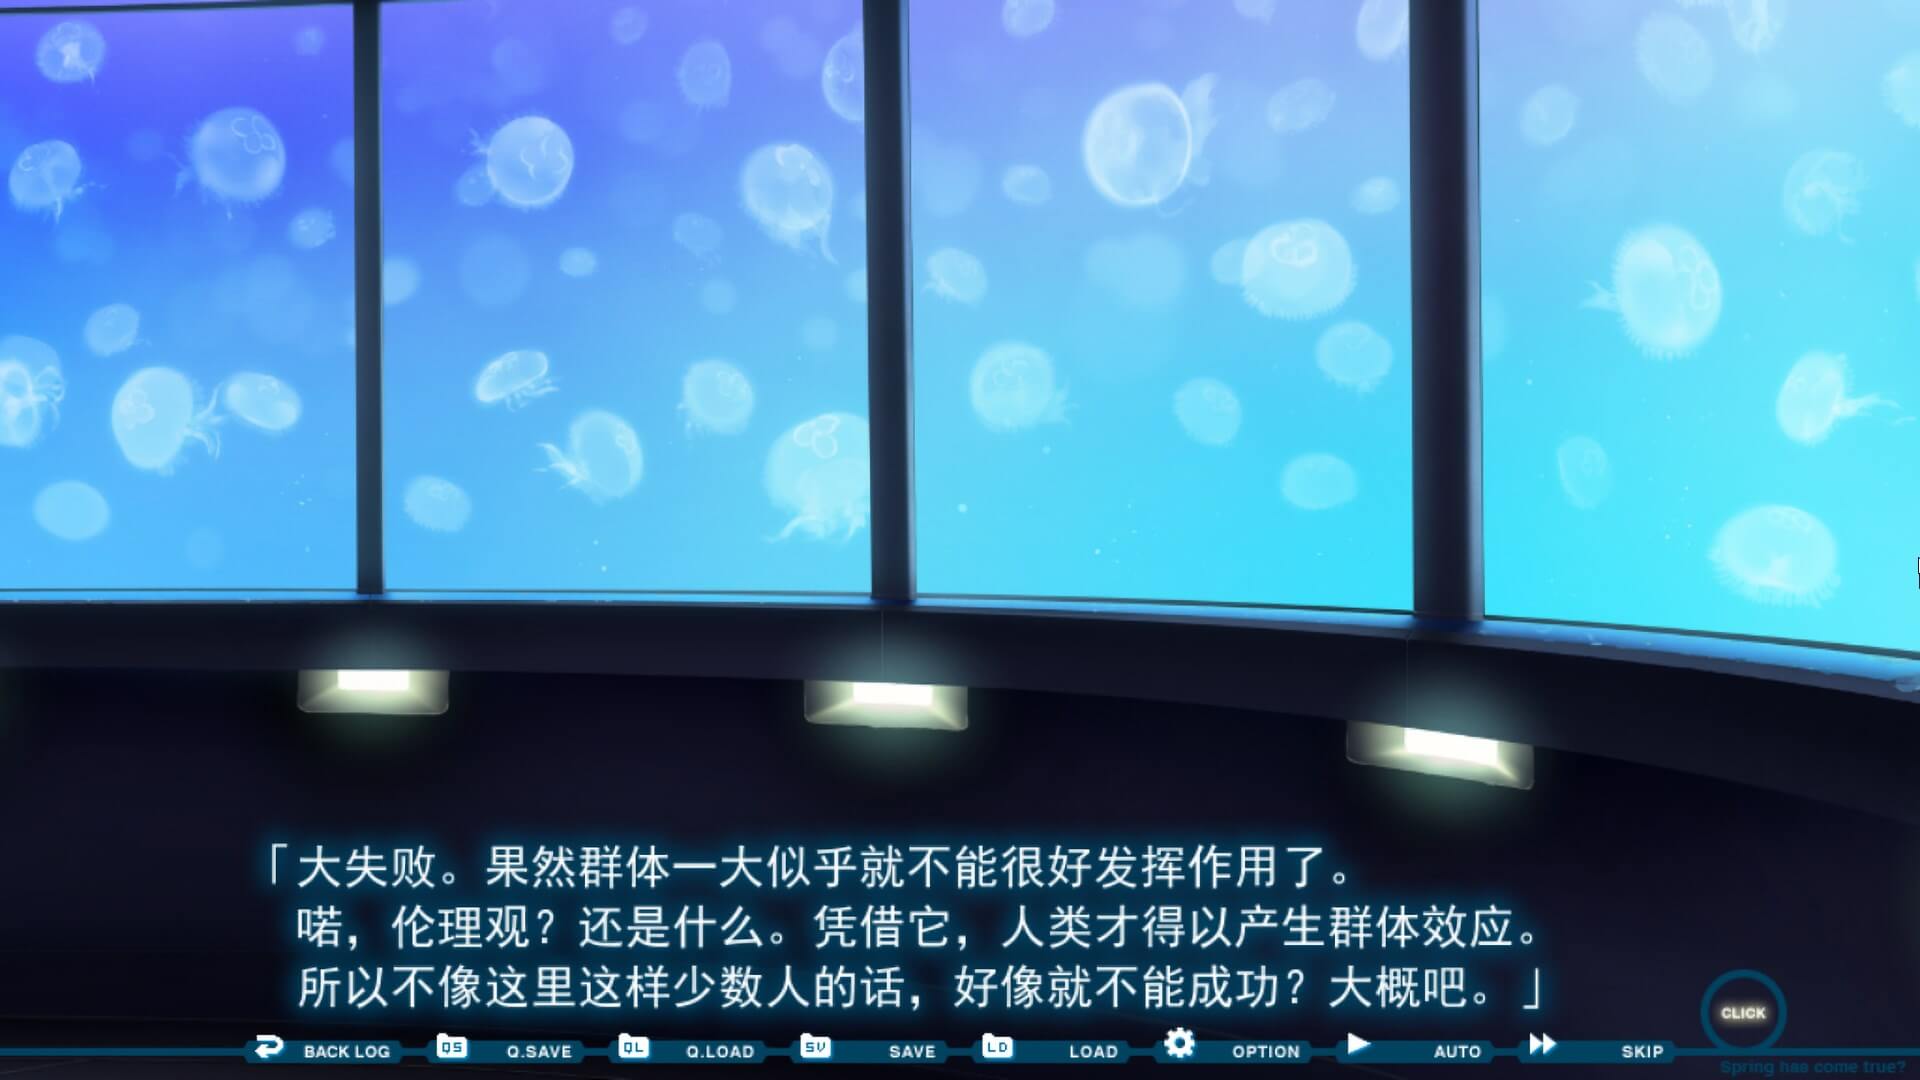 「大失败。果然群体一大似乎就不能很好发挥作用了。
喏，伦理观？还是什么。凭借它，人类才得以产生群体效应。
所以不像这里这样少数人的话，好像就不能成功？大概吧。」
CLICK
BACK LOG
QS Q.SAVE
QL Q.LOAD
SV SAVE
LD LOAD
OPTION
AUTO
SKIP
Spring has come true?